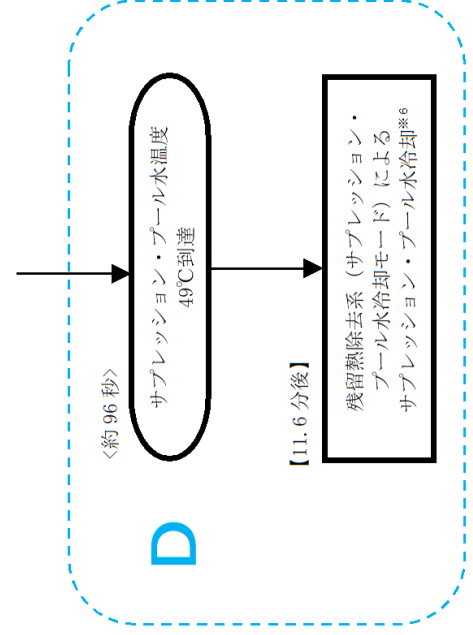 D
〈約 96 秒〉
サプレッション・プール水温度
49℃到達
【11.6 分後】
残留熱除去系（サプレッション・
プール水冷却モード）による
サプレッション・プール水冷却※6